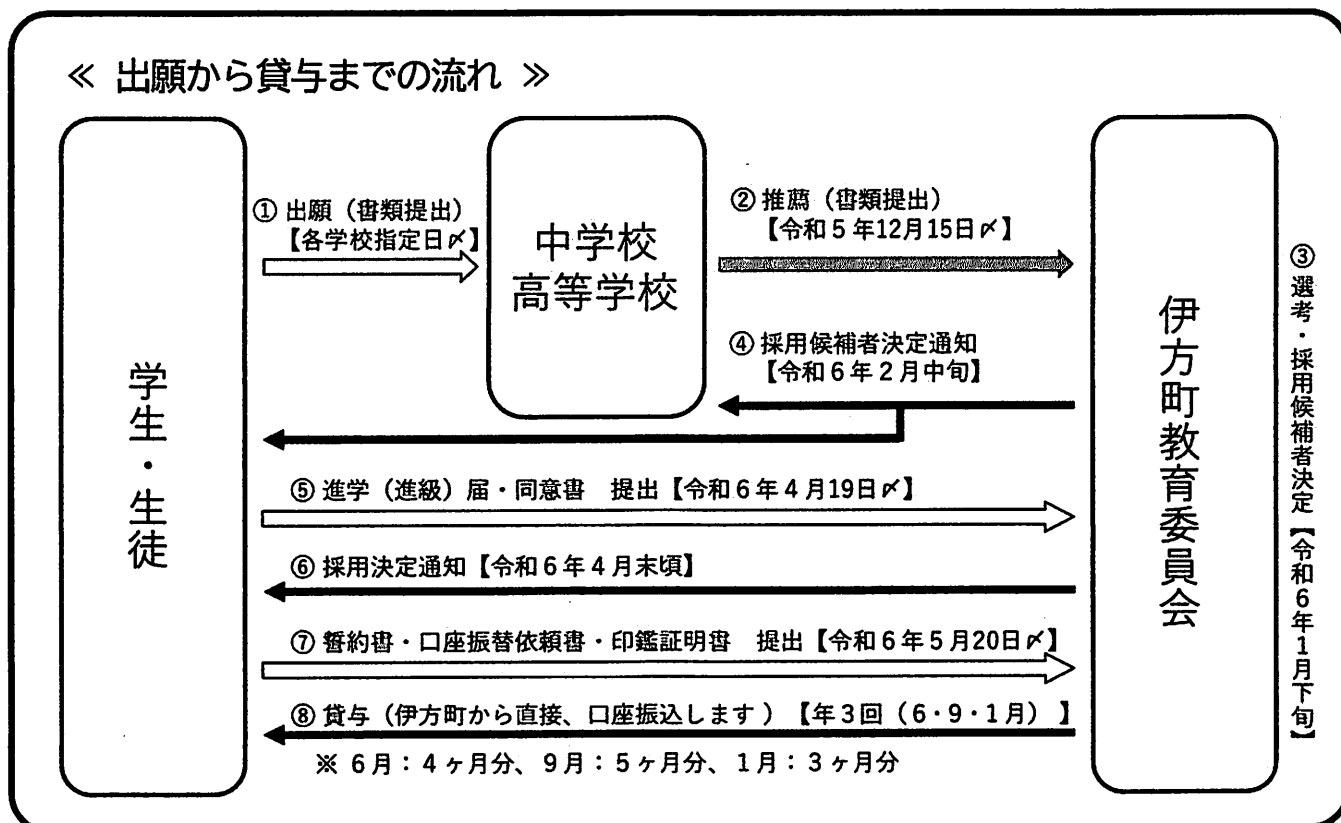 ≪ 出願から貸与までの流れ ≫
学生・生徒
中学校
高等学校
伊方町教育委員会
① 出願（書類提出）
【各学校指定日〆】
② 推薦（書類提出）
【令和５年12月15日〆】
③ 選考・採用候補者決定【令和６年１月下旬】
④ 採用候補者決定通知
【令和６年２月中旬】
⑤ 進学（進級）届・同意書　提出【令和６年４月19日〆】
⑥ 採用決定通知【令和６年４月末頃】
⑦ 誓約書・口座振替依頼書・印鑑証明書　提出【令和６年５月20日〆】
⑧ 貸与（伊方町から直接、口座振込します）【年３回（６・９・１月）】
※ ６月：４ヶ月分、９月：５ヶ月分、１月：３ヶ月分